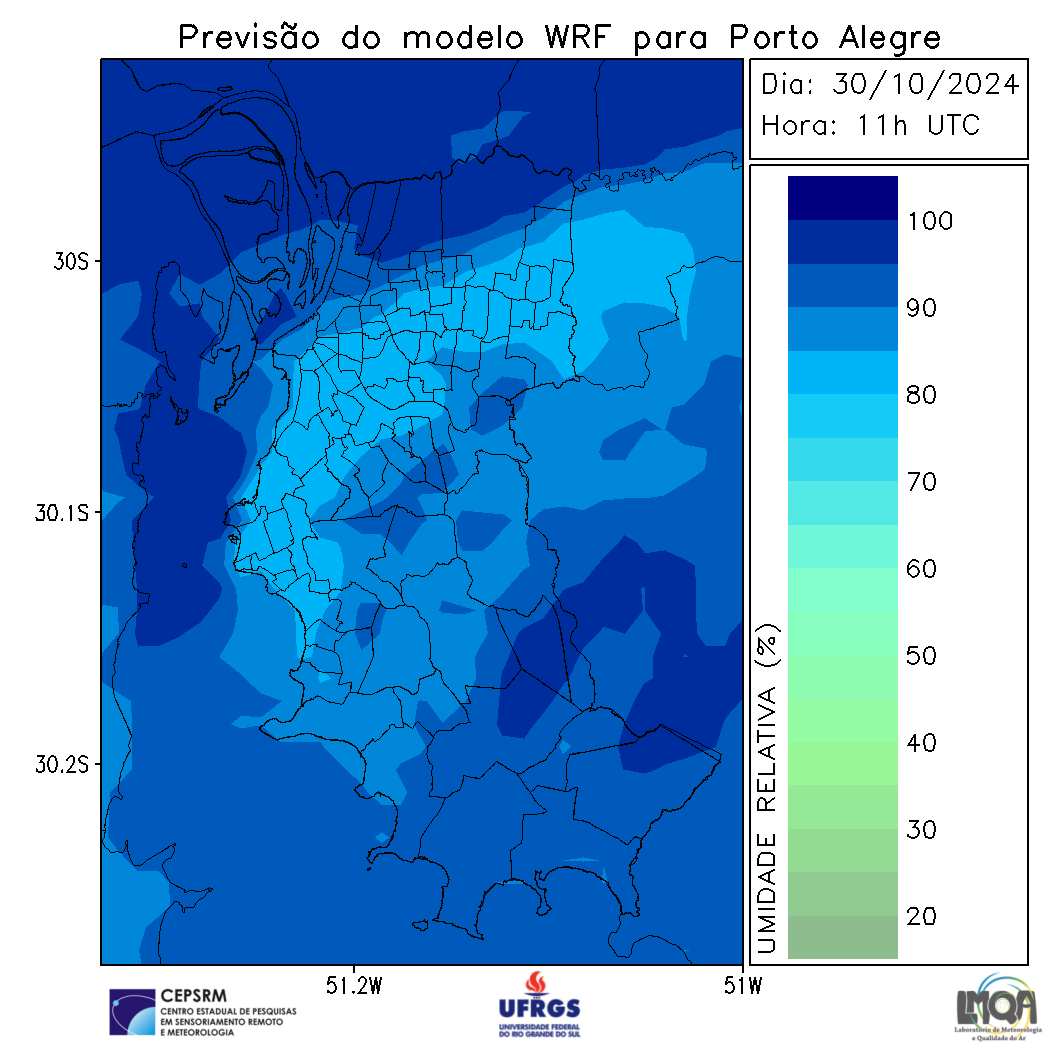 Previsão do modelo WRF para Porto Alegre
Dia: 30/10/2024
Hora: 11h UTC
30S
30.1S
30.2S
51.2W
51W
UMIDADE RELATIVA (%)
100
90
80
70
60
50
40
30
20
CEPSRM
CENTRO ESTADUAL DE PESQUISAS
EM SENSORIAMENTO REMOTO
E METEOROLOGIA
UFRGS
UNIVERSIDADE FEDERAL
DO RIO GRANDE DO SUL
LMQA
Laboratório de Meteorologia
e Qualidade do Ar